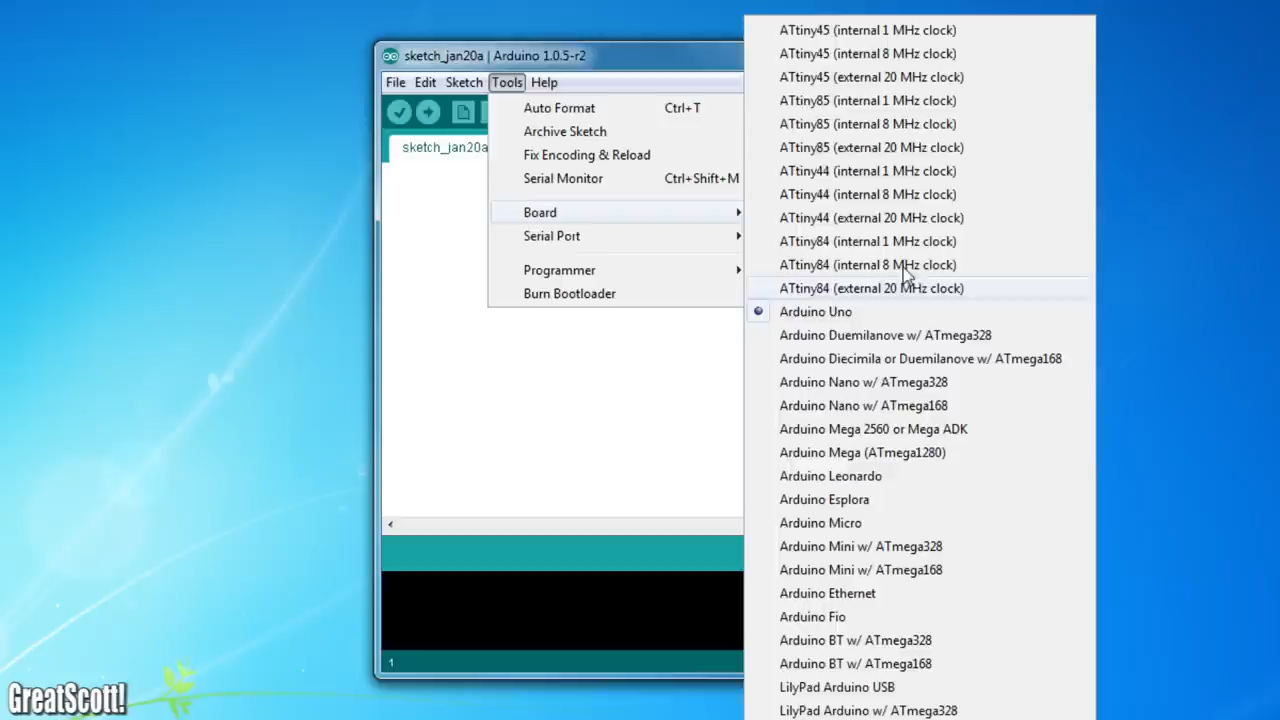 sketch_jan20a | Arduino 1.0.5-r2
File Edit Sketch Tools Help
sketch_jan20a
Auto Format Ctrl+T
Archive Sketch
Fix Encoding & Reload
Serial Monitor Ctrl+Shift+M
Board
Serial Port
Programmer
Burn Bootloader
ATtiny45 (internal 1 MHz clock)
ATtiny45 (internal 8 MHz clock)
ATtiny45 (external 20 MHz clock)
ATtiny85 (internal 1 MHz clock)
ATtiny85 (internal 8 MHz clock)
ATtiny85 (external 20 MHz clock)
ATtiny44 (internal 1 MHz clock)
ATtiny44 (internal 8 MHz clock)
ATtiny44 (external 20 MHz clock)
ATtiny84 (internal 1 MHz clock)
ATtiny84 (internal 8 MHz clock)
ATtiny84 (external 20 MHz clock)
Arduino Uno
Arduino Duemilanove w/ ATmega328
Arduino Diecimila or Duemilanove w/ ATmega168
Arduino Nano w/ ATmega328
Arduino Nano w/ ATmega168
Arduino Mega 2560 or Mega ADK
Arduino Mega (ATmega1280)
Arduino Leonardo
Arduino Esplora
Arduino Micro
Arduino Mini w/ ATmega328
Arduino Mini w/ ATmega168
Arduino Ethernet
Arduino Fio
Arduino BT w/ ATmega328
Arduino BT w/ ATmega168
LilyPad Arduino USB
LilyPad Arduino w/ ATmega328
1
GreatScott!